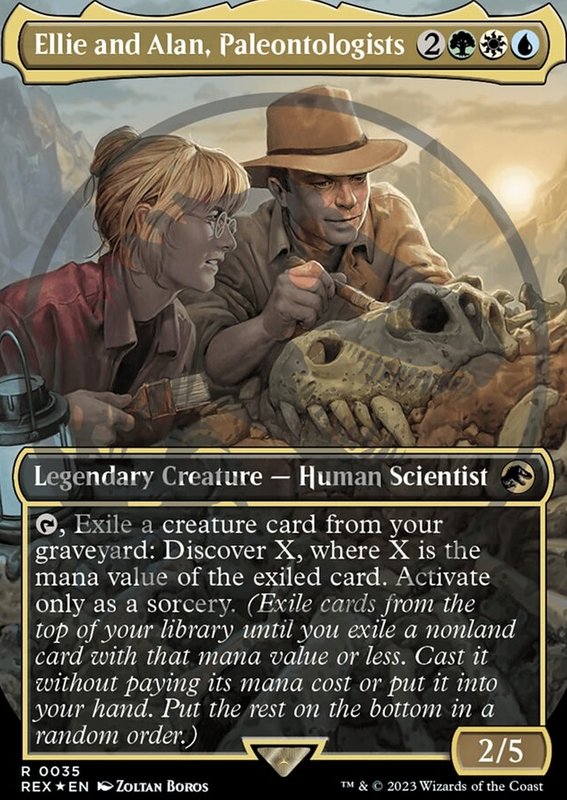 Ellie and Alan, Paleontologists 2
Legendary Creature — Human Scientist
, Exile a creature card from your
graveyard: Discover X, where X is the
mana value of the exiled card. Activate
only as a sorcery. (Exile cards from the
top of your library until you exile a nonland
card with that mana value or less. Cast it
without paying its mana cost or put it into
your hand. Put the rest on the bottom in a
random order.)
2/5
R 0035
REX ★ EN Zoltan Boros
™ & © 2023 Wizards of the Coast